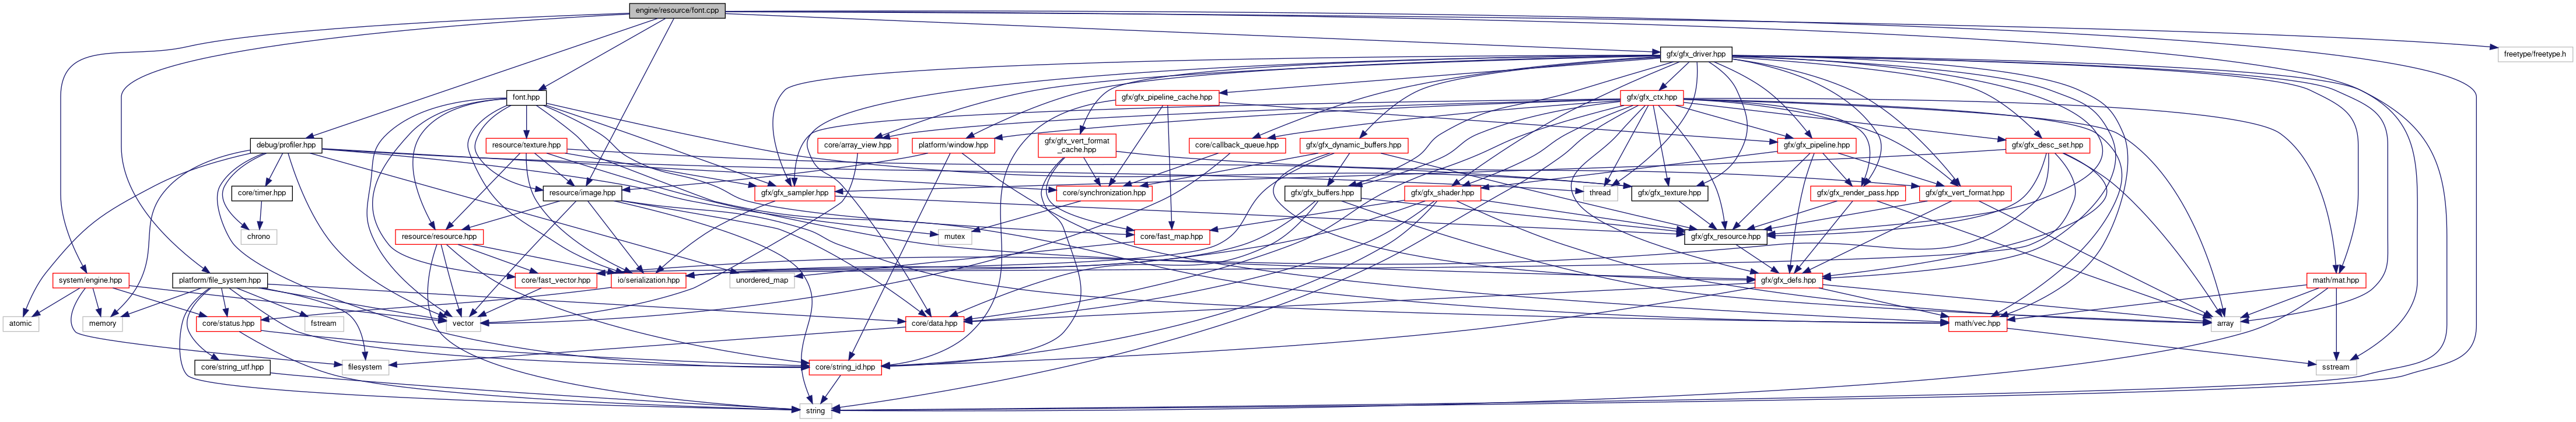 engine/resource/font.cpp
gfx/gfx_driver.hpp
freetype/freetype.h
font.hpp
gfx/gfx_pipeline_cache.hpp
gfx/gfx_ctx.hpp
debug/profiler.hpp
resource/texture.hpp
core/array_view.hpp
platform/window.hpp
gfx/gfx_vert_format
_cache.hpp
core/callback_queue.hpp
gfx/gfx_dynamic_buffers.hpp
gfx/gfx_pipeline.hpp
gfx/gfx_desc_set.hpp
core/timer.hpp
resource/image.hpp
gfx/gfx_sampler.hpp
thread
core/synchronization.hpp
gfx/gfx_buffers.hpp
gfx/gfx_shader.hpp
gfx/gfx_texture.hpp
gfx/gfx_render_pass.hpp
gfx/gfx_vert_format.hpp
chrono
resource/resource.hpp
mutex
core/fast_map.hpp
gfx/gfx_resource.hpp
system/engine.hpp
platform/file_system.hpp
core/fast_vector.hpp
io/serialization.hpp
unordered_map
gfx/gfx_defs.hpp
math/mat.hpp
atomic
memory
core/status.hpp
fstream
vector
core/data.hpp
math/vec.hpp
array
core/string_utf.hpp
filesystem
core/string_id.hpp
sstream
string